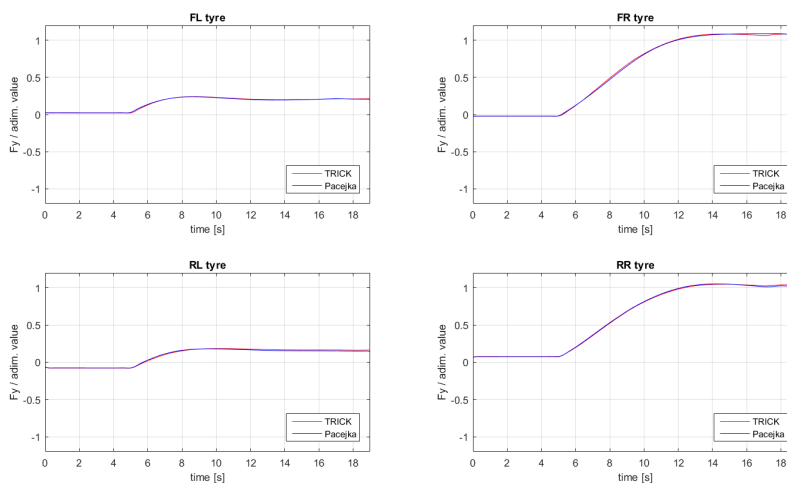 FL tyre
Fy / adim. value
1
0.5
0
-0.5
-1
TRICK
Pacejka
0 2 4 6 8 10 12 14 16 18
time [s]
FR tyre
Fy / adim. value
1
0.5
0
-0.5
-1
TRICK
Pacejka
0 2 4 6 8 10 12 14 16 18
time [s]
RL tyre
Fy / adim. value
1
0.5
0
-0.5
-1
TRICK
Pacejka
0 2 4 6 8 10 12 14 16 18
time [s]
RR tyre
Fy / adim. value
1
0.5
0
-0.5
-1
TRICK
Pacejka
0 2 4 6 8 10 12 14 16 18
time [s]